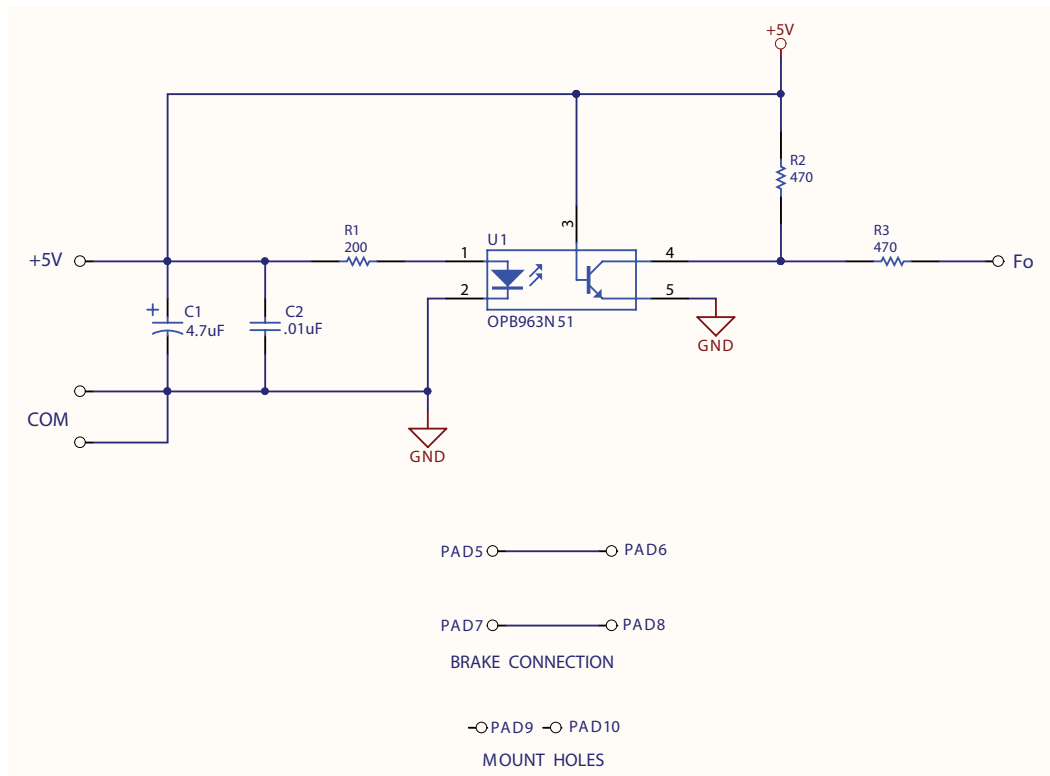 +5V
R2
470
R1
200
3
U1
R3
470
+5V
1
4
Fo
2
5
+
C1
4.7uF
C2
.01uF
OPB963N51
GND
COM
GND
PAD5
PAD6
PAD7
PAD8
BRAKE CONNECTION
PAD9
PAD10
MOUNT HOLES